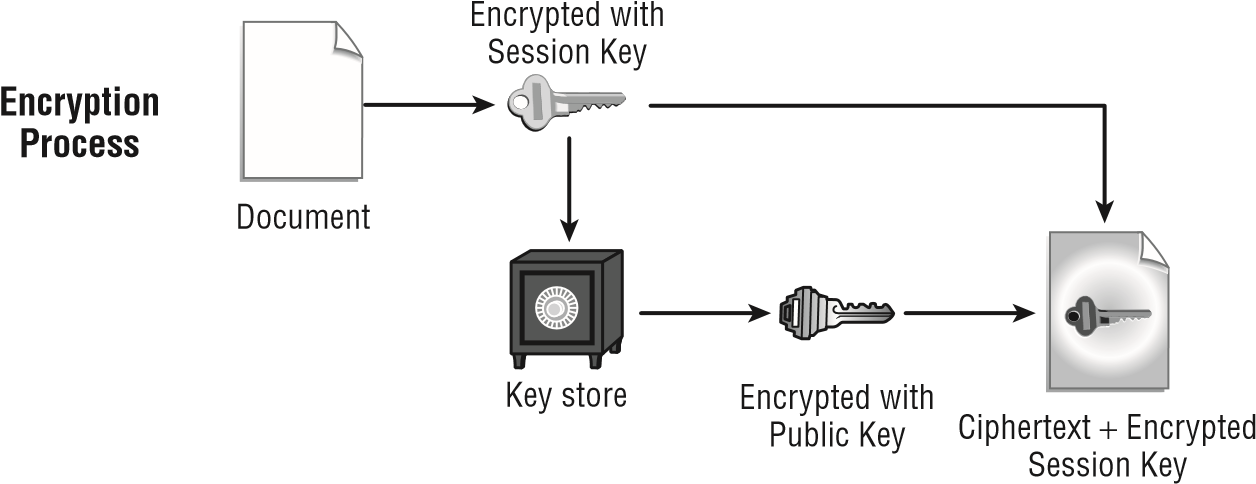 Encrypted with
Session Key
Encryption
Process
Document
Key store
Encrypted with
Public Key
Ciphertext + Encrypted
Session Key